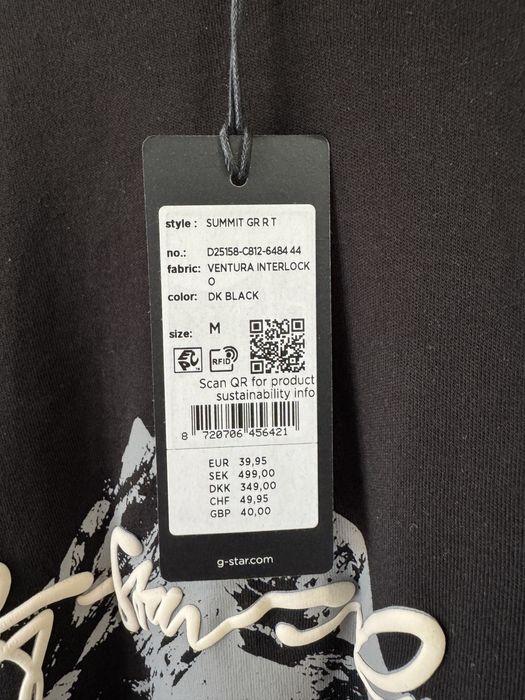 style : SUMMIT GR R T
no.: D25158-C812-6484 44
fabric: VENTURA INTERLOCK
O
color: DK BLACK
size: M
RFID
Scan QR for product
sustainability info
8 720706 456421
EUR 39,95
SEK 499,00
DKK 349,00
CHF 49,95
GBP 40,00
g-star.com